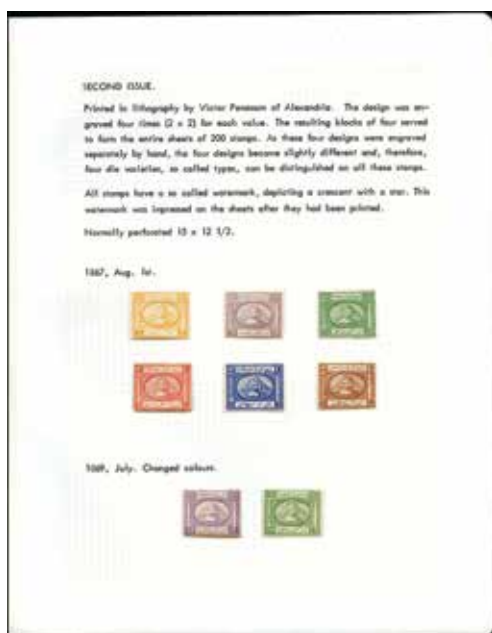 SECOND ISSUE.
Printed in lithography by Victor Penasson of Alexandria. The design was en-
graved four times (2 x 2) for each value. The resulting blocks of four served
to form the entire sheets of 200 stamps. As these four designs were engraved
separately by hand, the four designs became slightly different and, therefore,
four die varieties, so called types, can be distinguished on all these stamps.
All stamps have a so called watermark, depicting a crescent with a star. This
watermark was impressed on the sheets after they had been printed.
Normally perforated 15 x 12 1/2.
1867, Aug. 1st.
1869, July. Changed colours.